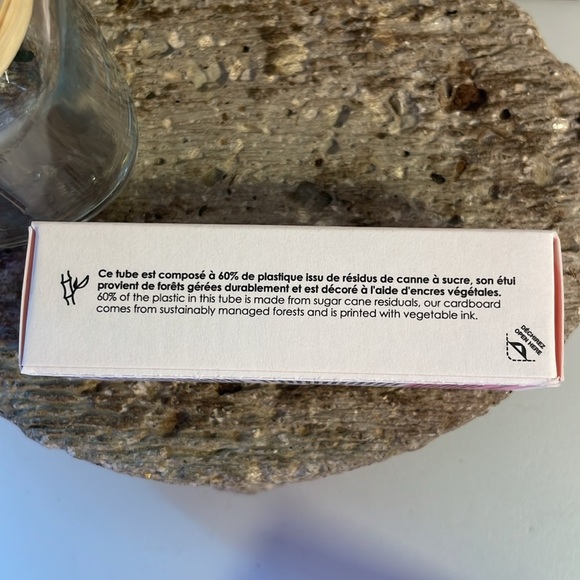 Ce tube est composé à 60% de plastique issu de résidus de canne à sucre, son étui
provient de forêts gérées durablement et est décoré à l'aide d'encres végétales.
60% of the plastic in this tube is made from sugar cane residuals, our cardboard
comes from sustainably managed forests and is printed with vegetable ink.
DÉCHIREZ
OPEN HERE